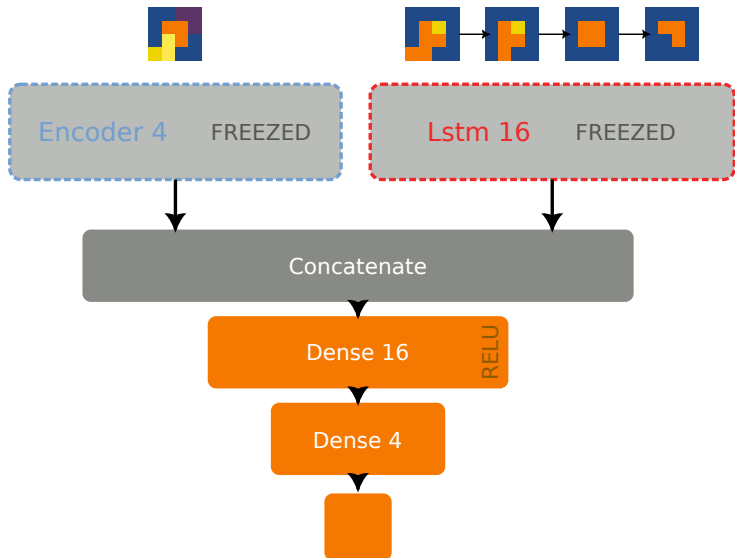 Encoder 4 FREEZED
Lstm 16 FREEZED
Concatenate
Dense 16
RELU
Dense 4